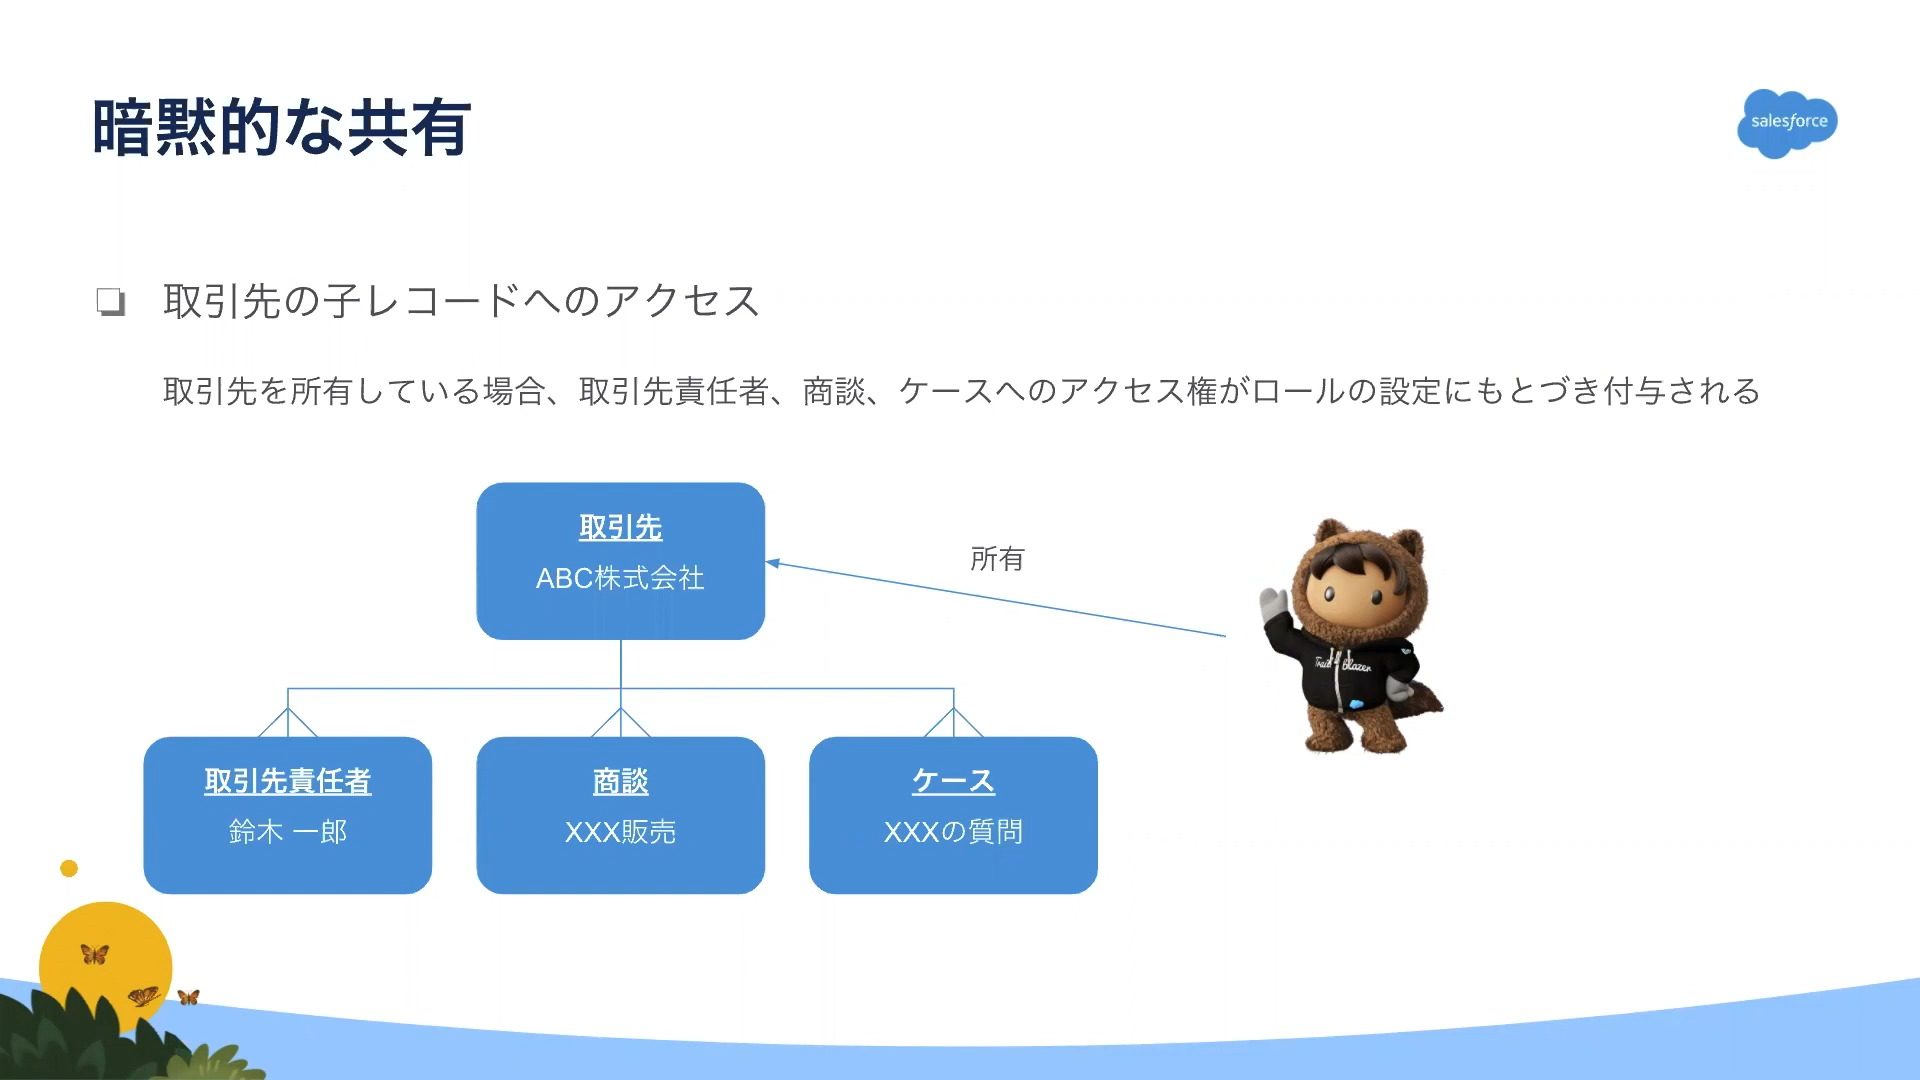 暗黙的な共有
salesforce
取引先の子レコードへのアクセス
取引先を所有している場合、取引先責任者、商談、ケースへのアクセス権がロールの設定にもとづき付与される
取引先
ABC株式会社
所有
Trail blazer
取引先責任者
鈴木 一郎
商談
XXX販売
ケース
XXXの質問